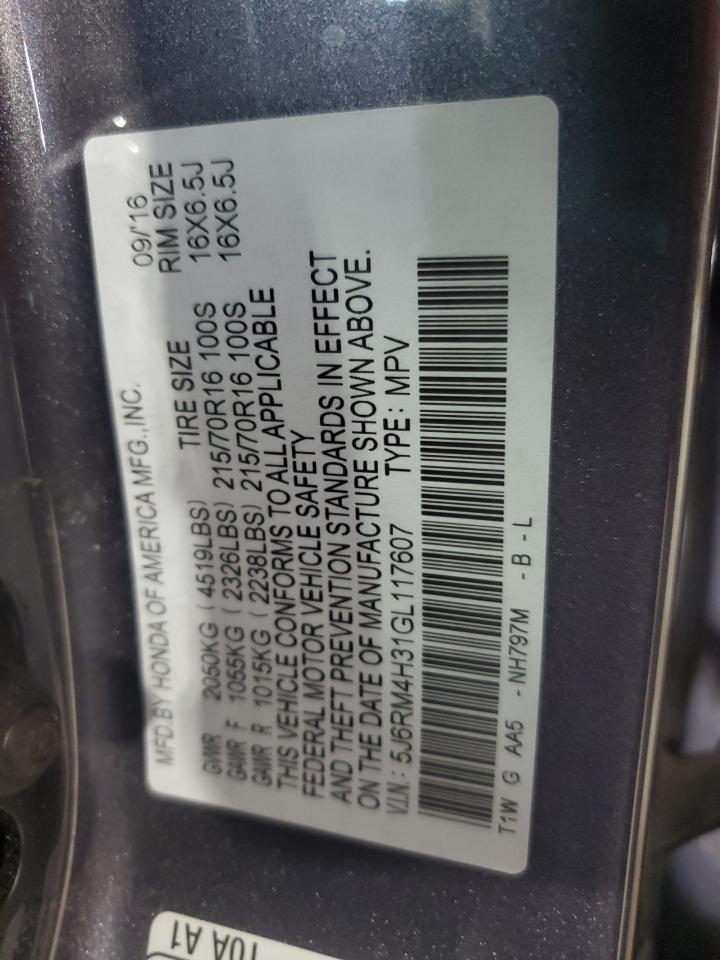 MFD.BY HONDA OF AMERICA MFG.,INC. 09/'16
TIRE SIZE RIM SIZE
GVWR 2050KG ( 4519LBS)
GAWR F 1055KG ( 2326LBS) 215/70R16 100S 16X6.5J
GAWR R 1015KG ( 2238LBS) 215/70R16 100S 16X6.5J
THIS VEHICLE CONFORMS TO ALL APPLICABLE
FEDERAL MOTOR VEHICLE SAFETY
AND THEFT PREVENTION STANDARDS IN EFFECT
ON THE DATE OF MANUFACTURE SHOWN ABOVE.
V.I.N.: 5J6RM4H31GL117607 TYPE: MPV
T1W G AA5 - NH797M - B - L
10A A1